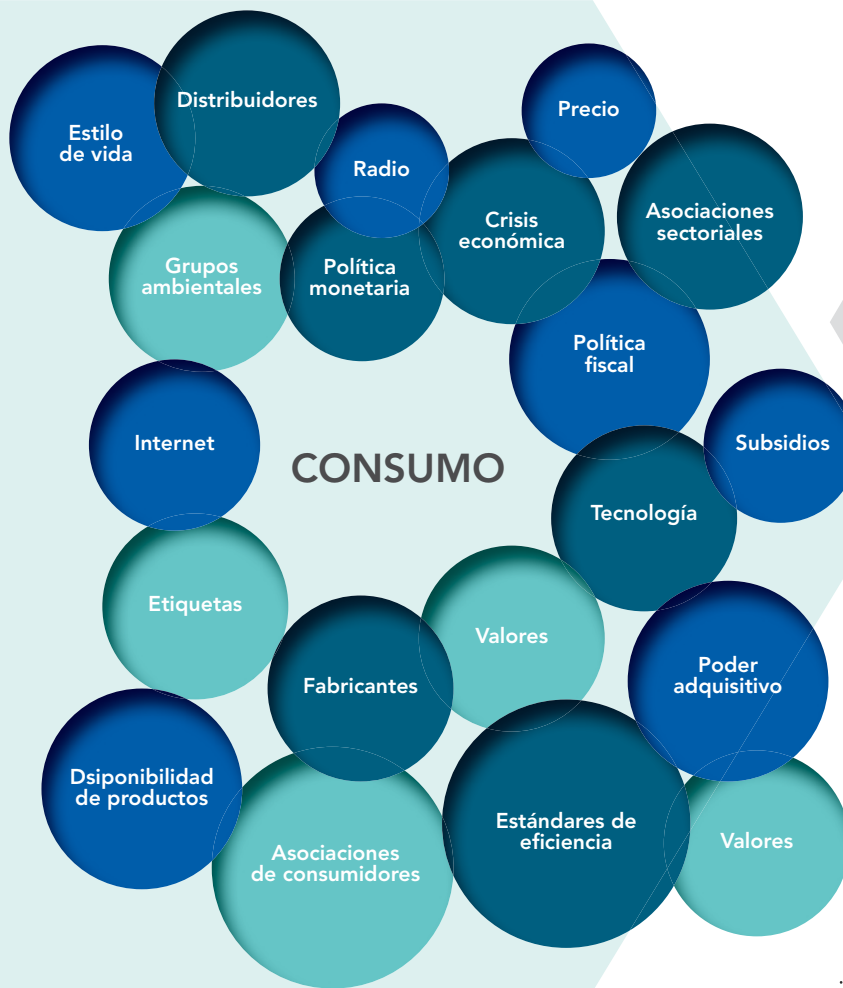 Distribuidores
Precio
Estilo
de vida
Radio
Asociaciones
sectoriales
Crisis
económica
Grupos
ambientales
Política
monetaria
Política
fiscal
Internet
Subsidios
CONSUMO
Tecnología
Etiquetas
Valores
Fabricantes
Poder
adquisitivo
Dsiponibilidad
de productos
Estándares de
eficiencia
Valores
Asociaciones
de consumidores